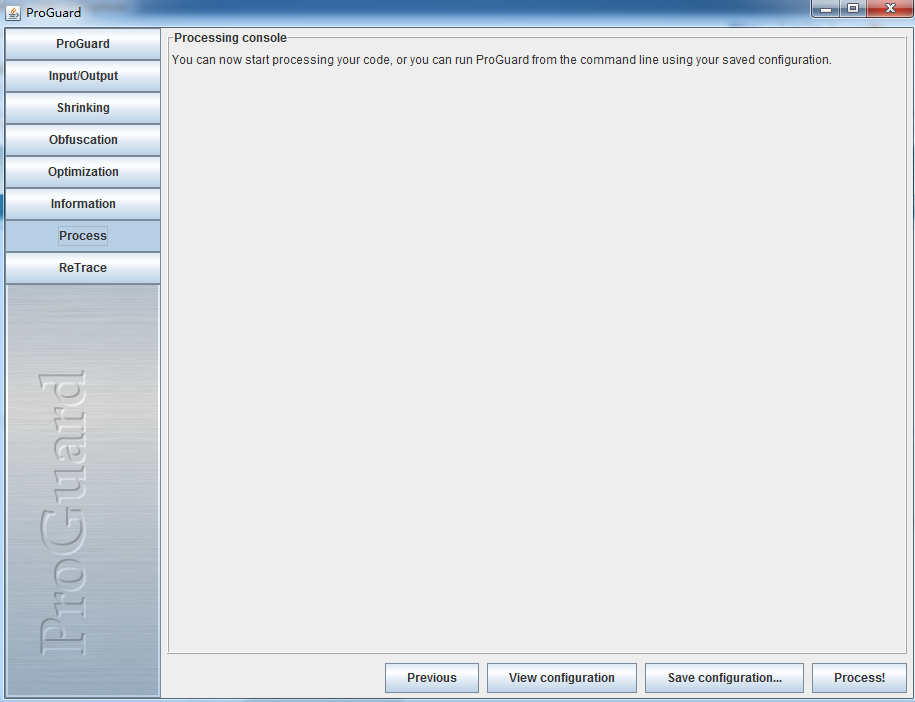 ProGuard
ProGuard
Input/Output
Shrinking
Obfuscation
Optimization
Information
Process
ReTrace
ProGuard
Processing console
You can now start processing your code, or you can run ProGuard from the command line using your saved configuration.
Previous
View configuration
Save configuration...
Process!